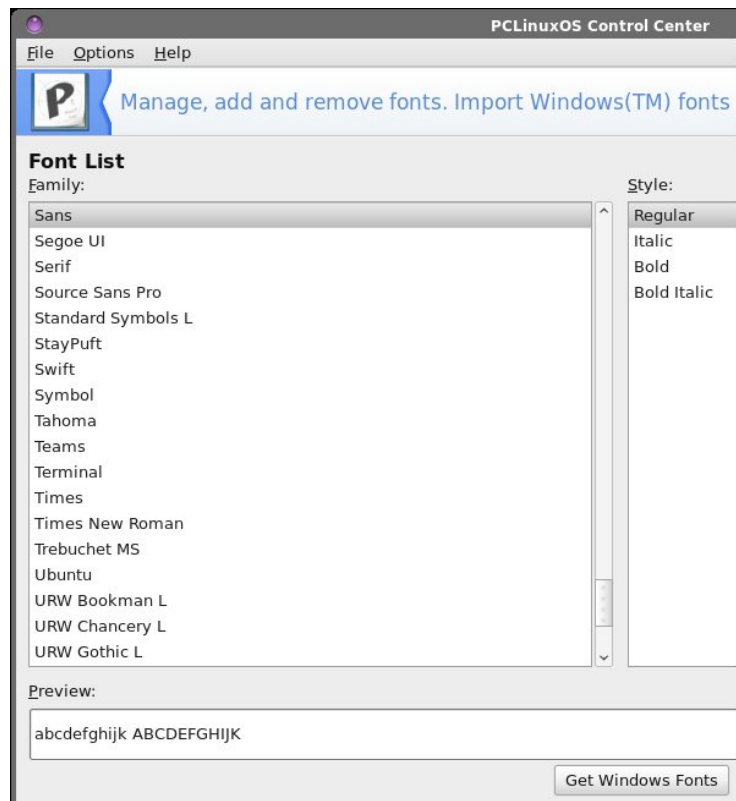 PCLinuxOS Control Center
File Options Help
P
Manage, add and remove fonts. Import Windows(TM) fonts
Font List
Family:
Sans
Segoe UI
Serif
Source Sans Pro
Standard Symbols L
StayPuft
Swift
Symbol
Tahoma
Teams
Terminal
Times
Times New Roman
Trebuchet MS
Ubuntu
URW Bookman L
URW Chancery L
URW Gothic L
Style:
Regular
Italic
Bold
Bold Italic
Preview:
abcdefghijk ABCDEFGHIJK
Get Windows Fonts